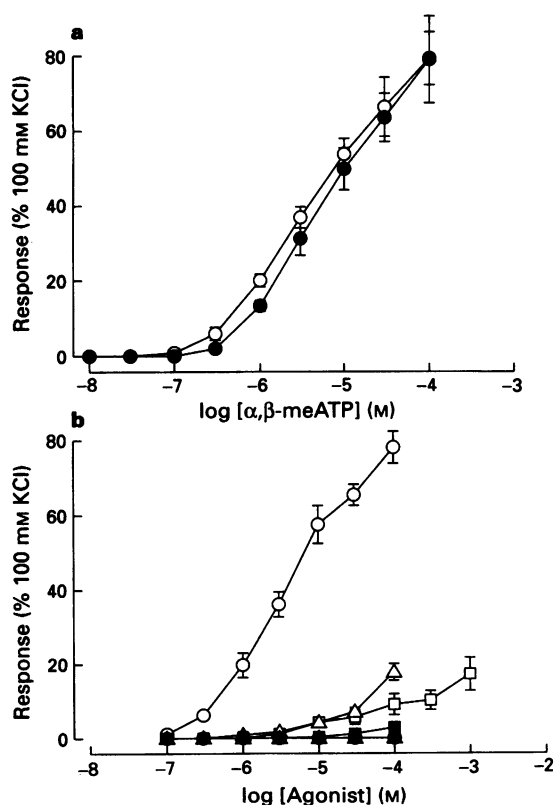 a
80
60
40
20
0
Response (% 100 mM KCl)
−8 −7 −6 −5 −4 −3
log [α,β-meATP] (M)
b
80
60
40
20
0
Response (% 100 mM KCl)
−8 −7 −6 −5 −4 −3 −2
log [Agonist] (M)